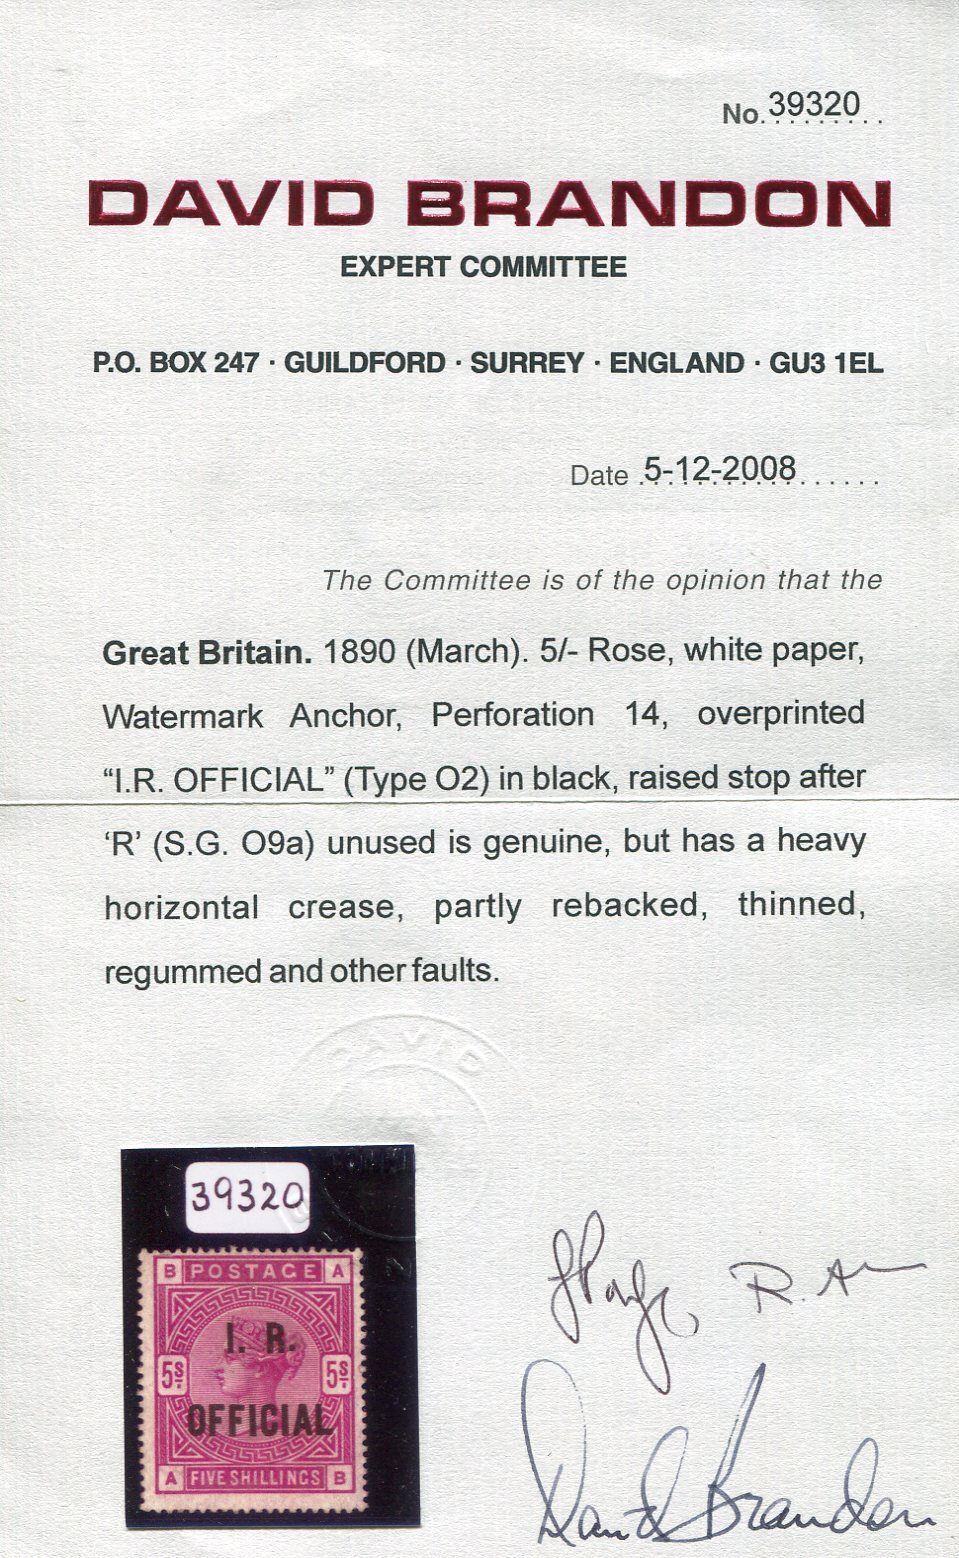 No. 39320
DAVID BRANDON
EXPERT COMMITTEE
P.O. BOX 247 · GUILDFORD · SURREY · ENGLAND · GU3 1EL
Date 5-12-2008
The Committee is of the opinion that the
Great Britain. 1890 (March). 5/- Rose, white paper,
Watermark Anchor, Perforation 14, overprinted
“I.R. OFFICIAL” (Type O2) in black, raised stop after
‘R’ (S.G. O9a) unused is genuine, but has a heavy
horizontal crease, partly rebacked, thinned,
regummed and other faults.
DAVID
39320
B POSTAGE A
I. R.
5s. 5s.
OFFICIAL
A FIVE SHILLINGS B
David Brandon